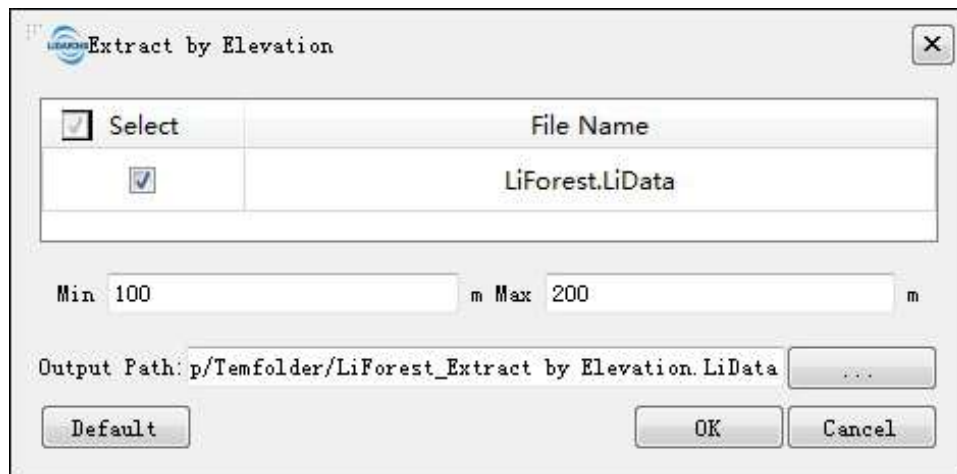 Extract by Elevation
Select File Name
LiForest.LiData
Min 100 m Max 200 m
Output Path: p/Temfolder/LiForest_Extract by Elevation.LiData ...
Default OK Cancel